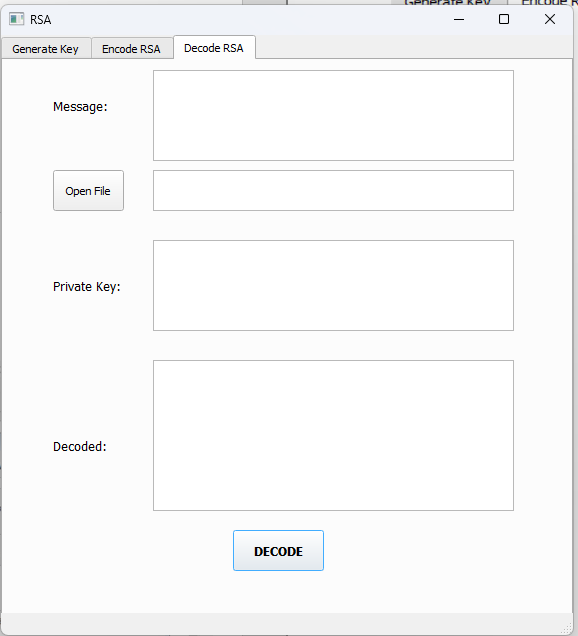 RSA
Generate Key Encode RSA Decode RSA
Message:
Open File
Private Key:
Decoded:
DECODE